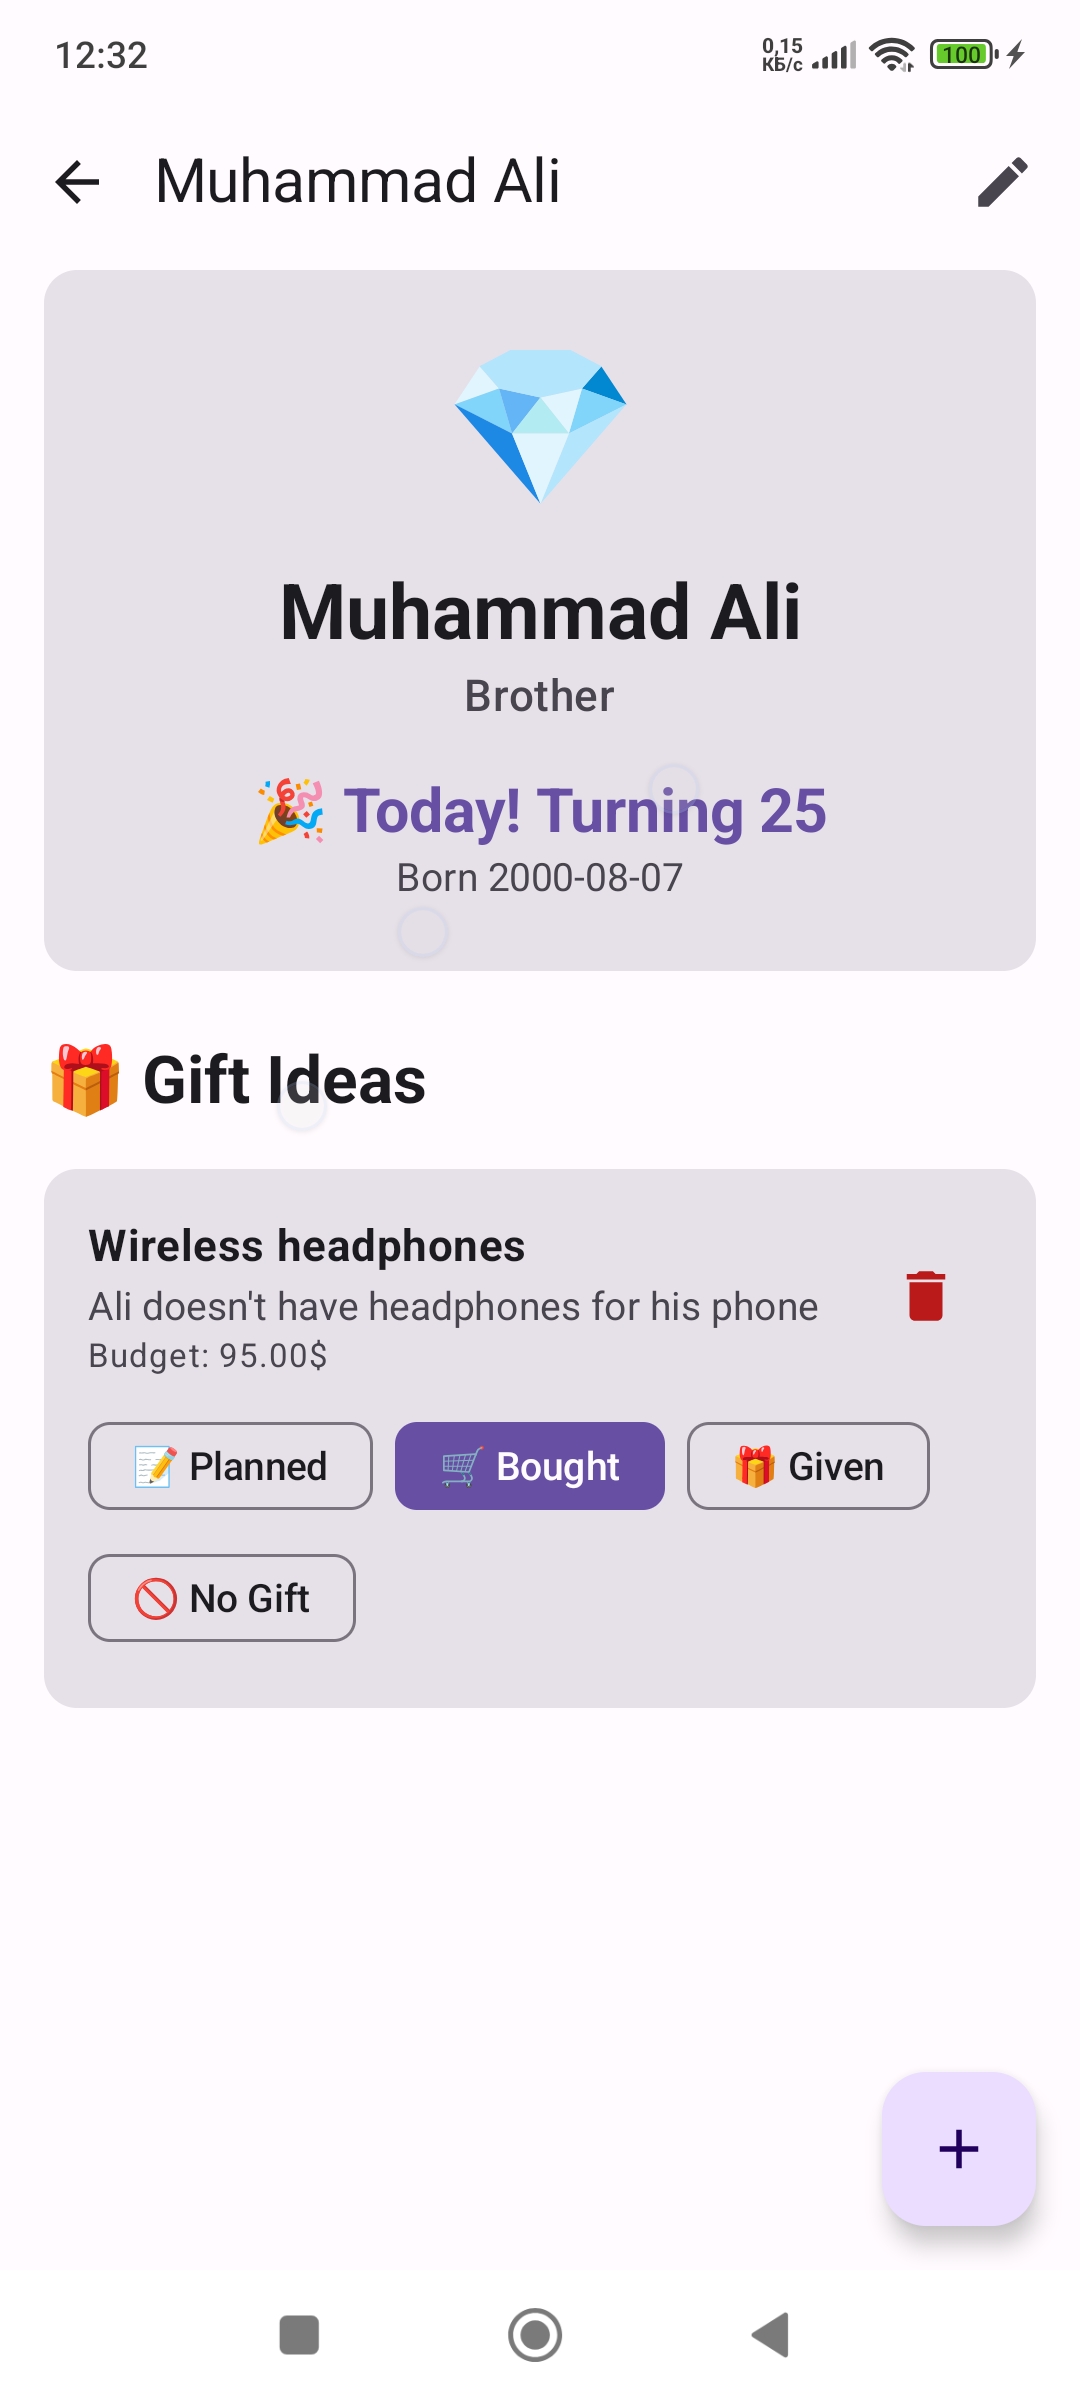 12:32
0,15
КБ/с
100
Muhammad Ali
Muhammad Ali
Brother
🎉 Today! Turning 25
Born 2000-08-07
🎁 Gift Ideas
Wireless headphones
Ali doesn't have headphones for his phone
Budget: 95.00$
📝 Planned
🛒 Bought
🎁 Given
🚫 No Gift